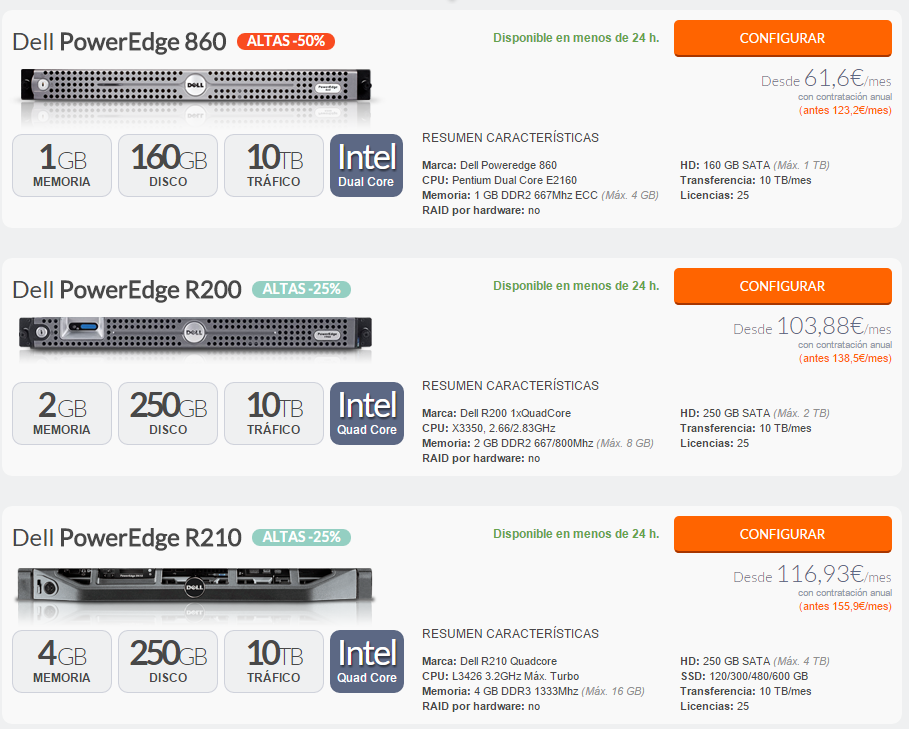 Dell PowerEdge 860 ALTAS -50% Disponible en menos de 24 h. CONFIGURAR
DELL
Desde 61,6€/mes
con contratación anual
(antes 123,2€/mes)
1GB 160GB 10TB Intel
MEMORIA DISCO TRÁFICO Dual Core
RESUMEN CARACTERÍSTICAS
Marca: Dell Poweredge 860 HD: 160 GB SATA (Máx. 1 TB)
CPU: Pentium Dual Core E2160 Transferencia: 10 TB/mes
Memoria: 1 GB DDR2 667Mhz ECC (Máx. 4 GB) Licencias: 25
RAID por hardware: no
Dell PowerEdge R200 ALTAS -25% Disponible en menos de 24 h. CONFIGURAR
DELL
Desde 103,88€/mes
con contratación anual
(antes 138,5€/mes)
2GB 250GB 10TB Intel
MEMORIA DISCO TRÁFICO Quad Core
RESUMEN CARACTERÍSTICAS
Marca: Dell R200 1xQuadCore HD: 250 GB SATA (Máx. 2 TB)
CPU: X3350, 2.66/2.83GHz Transferencia: 10 TB/mes
Memoria: 2 GB DDR2 667/800Mhz (Máx. 8 GB) Licencias: 25
RAID por hardware: no
Dell PowerEdge R210 ALTAS -25% Disponible en menos de 24 h. CONFIGURAR
DELL
Desde 116,93€/mes
con contratación anual
(antes 155,9€/mes)
4GB 250GB 10TB Intel
MEMORIA DISCO TRÁFICO Quad Core
RESUMEN CARACTERÍSTICAS
Marca: Dell R210 Quadcore HD: 250 GB SATA (Máx. 4 TB)
CPU: L3426 3.2GHz Máx. Turbo SSD: 120/300/480/600 GB
Memoria: 4 GB DDR3 1333Mhz (Máx. 16 GB) Transferencia: 10 TB/mes
RAID por hardware: no Licencias: 25